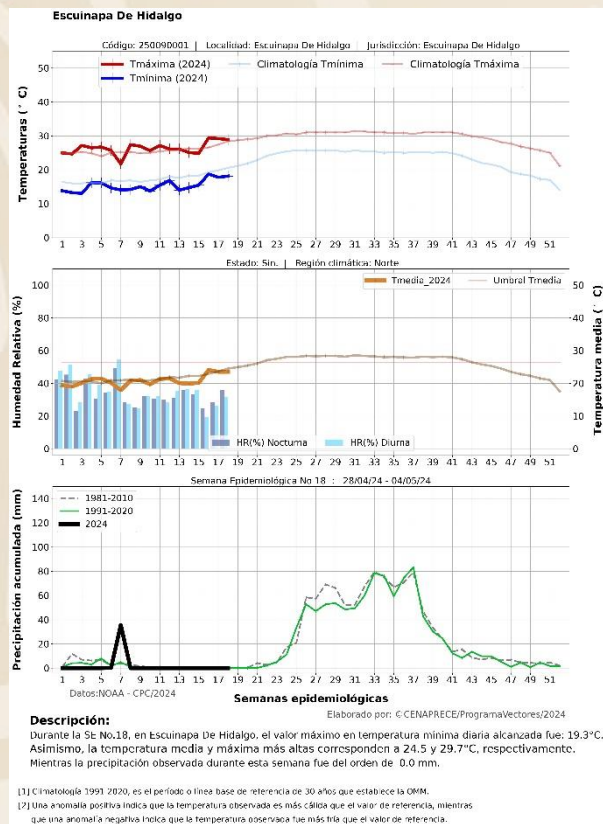 Escuinapa De Hidalgo
Código: 250090001 | Localidad: Escuinapa De Hidalgo | Jurisdicción: Escuinapa De Hidalgo
Tmáxima (2024)
Climatología Tmínima
Climatología Tmáxima
Tmínima (2024)
Temperaturas (° C)
50
40
30
20
10
0
1 3 5 7 9 11 13 15 17 19 21 23 25 27 29 31 33 35 37 39 41 43 45 47 49 51
Estado: Sin. | Región climática: Norte
Tmedia_2024
Umbral Tmedia
Humedad Relativa (%)
100
80
60
40
20
0
50
40
30
20
10
0
Temperatura media (° C)
HR(%) Nocturna
HR(%) Diurna
1 3 5 7 9 11 13 15 17 19 21 23 25 27 29 31 33 35 37 39 41 43 45 47 49 51
Semana Epidemiológica No 18 : 28/04/24 - 04/05/24
1981-2010
1991-2020
2024
Precipitación acumulada (mm)
140
120
100
80
60
40
20
0
1 3 5 7 9 11 13 15 17 19 21 23 25 27 29 31 33 35 37 39 41 43 45 47 49 51
Datos:NOAA - CPC/2024
Semanas epidemiológicas
Elaborado por: ©CENAPRECE/ProgramaVectores/2024
Descripción:
Durante la SE No.18, en Escuinapa De Hidalgo, el valor máximo en temperatura mínima diaria alcanzada fue: 19.3°C.
Asimismo, la temperatura media y máxima más altas corresponden a 24.5 y 29.7°C, respectivamente.
Mientras la precipitación observada durante esta semana fue del orden de 0.0 mm.
[1] Climatología 1991 2020, es el período o línea base de referencia de 30 años que establece la OMM.
[2] Una anomalía positiva indica que la temperatura observada es más cálida que el valor de referencia, mientras
que una anomalía negativa indica que la temperatura observada fue más fría que el valor de referencia.